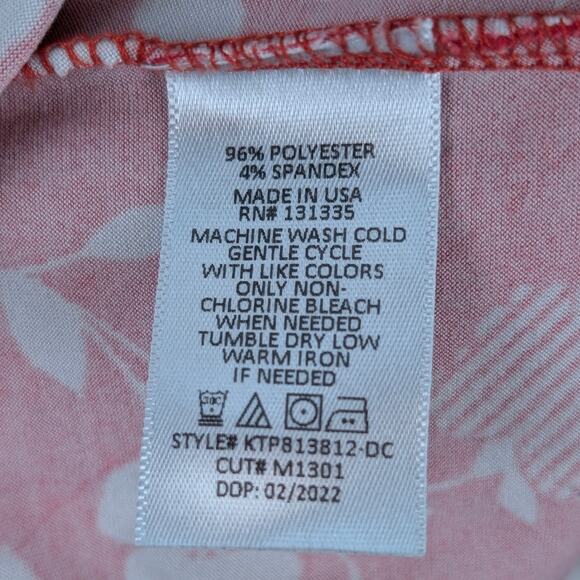 96% POLYESTER
4% SPANDEX
MADE IN USA
RN# 131335
MACHINE WASH COLD
GENTLE CYCLE
WITH LIKE COLORS
ONLY NON-
CHLORINE BLEACH
WHEN NEEDED
TUMBLE DRY LOW
WARM IRON
IF NEEDED
STYLE# KTP813812-DC
CUT# M1301
DOP: 02/2022